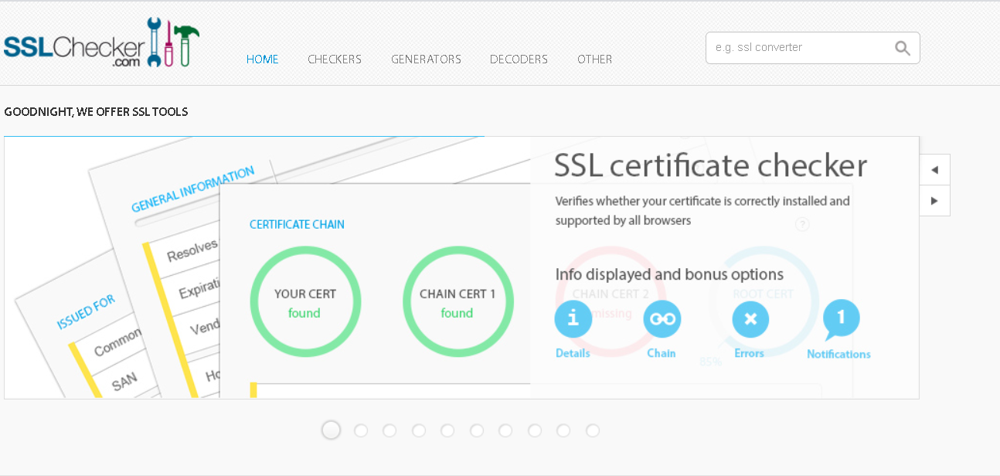 SSLChecker
.com
HOME CHECKERS GENERATORS DECODERS OTHER
e.g. ssl converter
GOODNIGHT, WE OFFER SSL TOOLS
SSL certificate checker
Verifies whether your certificate is correctly installed and
supported by all browsers
?
GENERAL INFORMATION
Resolves
ISSUED FOR
Common
SAN
CERTIFICATE CHAIN
YOUR CERT
found
CHAIN CERT 1
found
CHAIN CERT 2
missing
ROOT CERT
85%
Info displayed and bonus options
i
1
Details Chain Errors Notifications